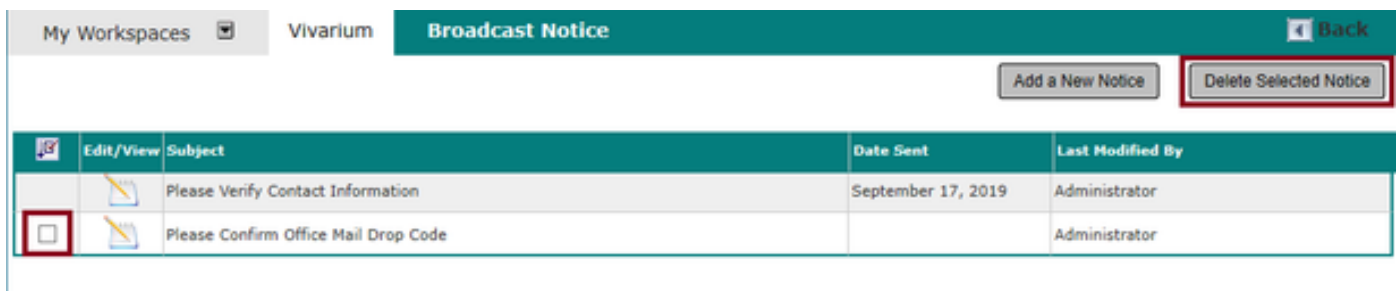 My Workspaces Vivarium Broadcast Notice Back
Add a New Notice Delete Selected Notice
Edit/View Subject Date Sent Last Modified By
Please Verify Contact Information September 17, 2019 Administrator
Please Confirm Office Mail Drop Code Administrator